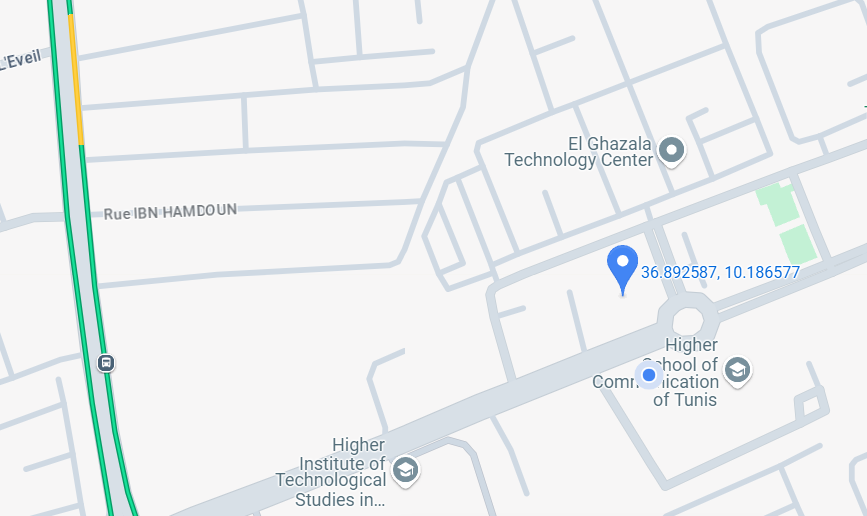 L'Eveil
El Ghazala
Technology Center
Rue IBN HAMDOUN
36.892587, 10.186577
Higher
School of
Communication
of Tunis
Higher
Institute of
Technological
Studies in...